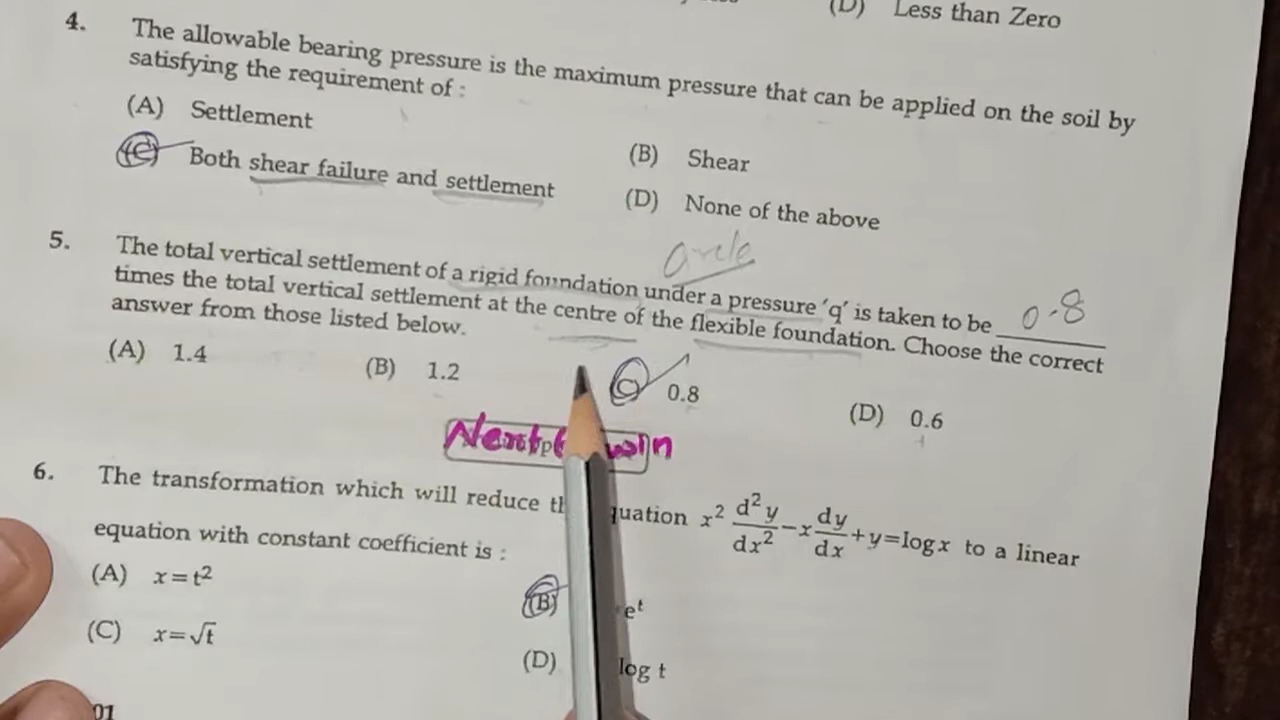 (D) Less than Zero
4. The allowable bearing pressure is the maximum pressure that can be applied on the soil by
satisfying the requirement of :
(A) Settlement
(B) Shear
(C) Both shear failure and settlement
(D) None of the above
5. The total vertical settlement of a rigid foundation under a pressure 'q' is taken to be 0.8
times the total vertical settlement at the centre of the flexible foundation. Choose the correct
answer from those listed below.
(A) 1.4 (B) 1.2 (C) 0.8 (D) 0.6
6. The transformation which will reduce equation x² d²y/dx² − x dy/dx + y = log x to a linear
equation with constant coefficient is :
(A) x = t²
(B) e^t
(C) x = √t
(D) log t
01